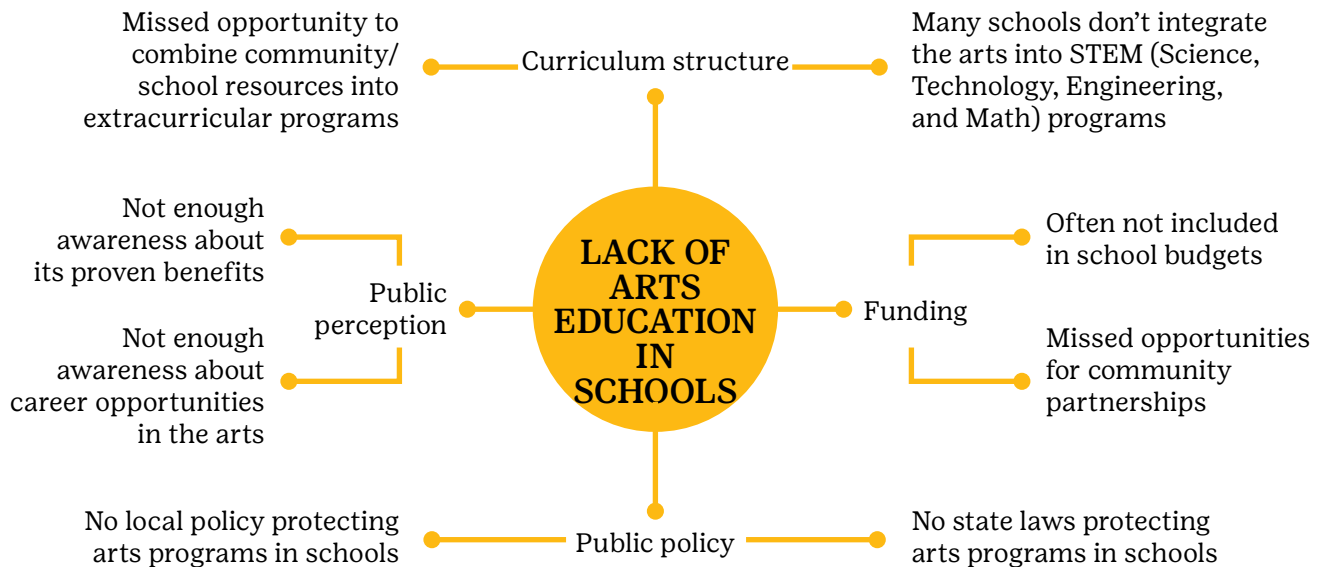 Missed opportunity to
combine community/
school resources into
extracurricular programs
Curriculum structure
Many schools don’t integrate
the arts into STEM (Science,
Technology, Engineering,
and Math) programs
Not enough
awareness about
its proven benefits
Public
perception
Not enough
awareness about
career opportunities
in the arts
LACK OF
ARTS
EDUCATION
IN
SCHOOLS
Funding
Often not included
in school budgets
Missed opportunities
for community
partnerships
No local policy protecting
arts programs in schools
Public policy
No state laws protecting
arts programs in schools